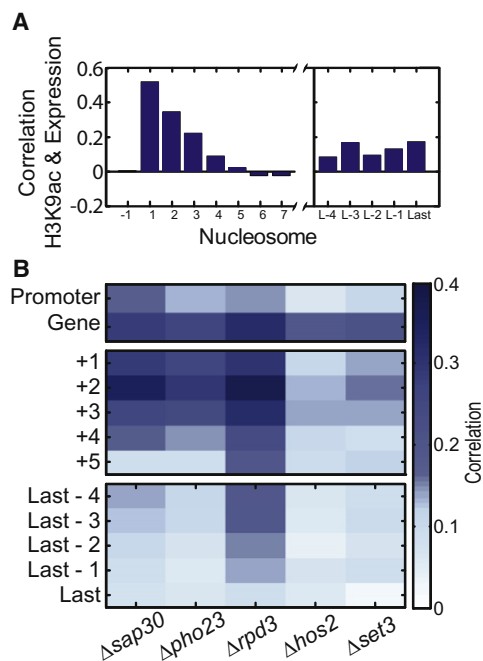 A
Correlation
H3K9ac & Expression
0.6
0.4
0.2
0
-0.2
-1 1 2 3 4 5 6 7
L-4 L-3 L-2 L-1 Last
Nucleosome
B
Promoter
Gene
+1
+2
+3
+4
+5
Last - 4
Last - 3
Last - 2
Last - 1
Last
Δsap30 Δpho23 Δrpd3 Δhos2 Δset3
0.4
0.3
0.2
0.1
0
Correlation